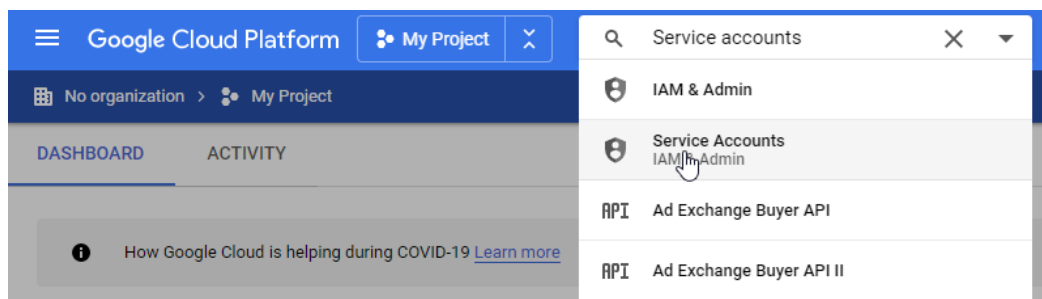 Google Cloud Platform
My Project
Service accounts
No organization > My Project
IAM & Admin
Service Accounts
IAM & Admin
DASHBOARD
ACTIVITY
API Ad Exchange Buyer API
How Google Cloud is helping during COVID-19 Learn more
API Ad Exchange Buyer API II